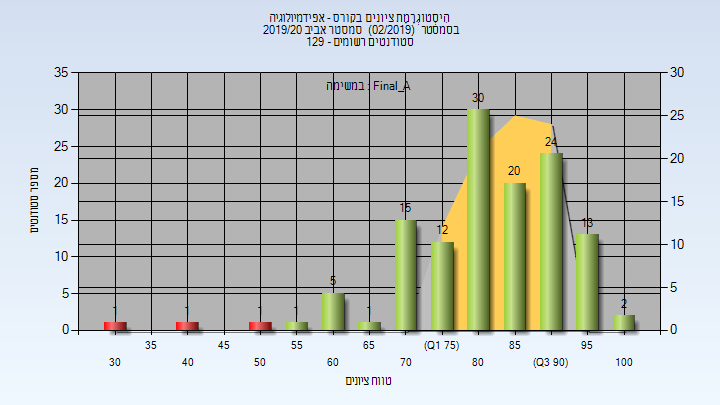 היסטוגרמת ציונים בקורס - אפידמיולוגיה
בסמסטר (02/2019) סמסטר אביב 2019/20
סטודנטים רשומים - 129
במשימה : Final_A
מספר סטודנטים
35 30 25 20 15 10 5 0
30 25 20 15 10 5 0
1 1 1 1 5 1 15 12 30 20 24 13 2
35 45 55 65 (Q1 75) 85 95
30 40 50 60 70 80 (Q3 90) 100
טווח ציונים